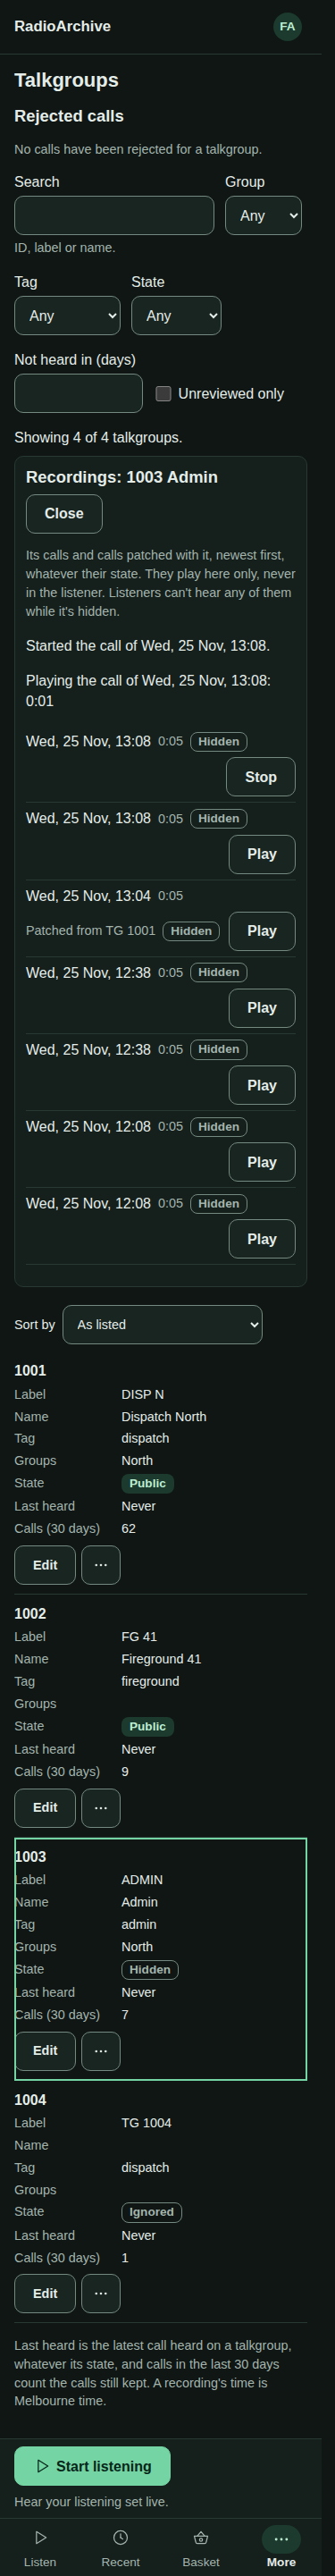 RadioArchive
FA
Talkgroups
Rejected calls
No calls have been rejected for a talkgroup.
Search
Group
Any
ID, label or name.
Tag
State
Any
Any
Not heard in (days)
Unreviewed only
Showing 4 of 4 talkgroups.
Recordings: 1003 Admin
Close
Its calls and calls patched with it, newest first,
whatever their state. They play here only, never
in the listener. Listeners can't hear any of them
while it's hidden.
Started the call of Wed, 25 Nov, 13:08.
Playing the call of Wed, 25 Nov, 13:08:
0:01
Wed, 25 Nov, 13:08 0:05 Hidden
Stop
Wed, 25 Nov, 13:08 0:05 Hidden
Play
Wed, 25 Nov, 13:04 0:05
Patched from TG 1001 Hidden Play
Wed, 25 Nov, 12:38 0:05 Hidden
Play
Wed, 25 Nov, 12:38 0:05 Hidden
Play
Wed, 25 Nov, 12:08 0:05 Hidden
Play
Wed, 25 Nov, 12:08 0:05 Hidden
Play
Sort by As listed
1001
Label DISP N
Name Dispatch North
Tag dispatch
Groups North
State Public
Last heard Never
Calls (30 days) 62
Edit ...
1002
Label FG 41
Name Fireground 41
Tag fireground
Groups
State Public
Last heard Never
Calls (30 days) 9
Edit ...
1003
Label ADMIN
Name Admin
Tag admin
Groups North
State Hidden
Last heard Never
Calls (30 days) 7
Edit ...
1004
Label TG 1004
Name
Tag dispatch
Groups
State Ignored
Last heard Never
Calls (30 days) 1
Edit ...
Last heard is the latest call heard on a talkgroup,
whatever its state, and calls in the last 30 days
count the calls still kept. A recording's time is
Melbourne time.
Start listening
Hear your listening set live.
Listen Recent Basket More